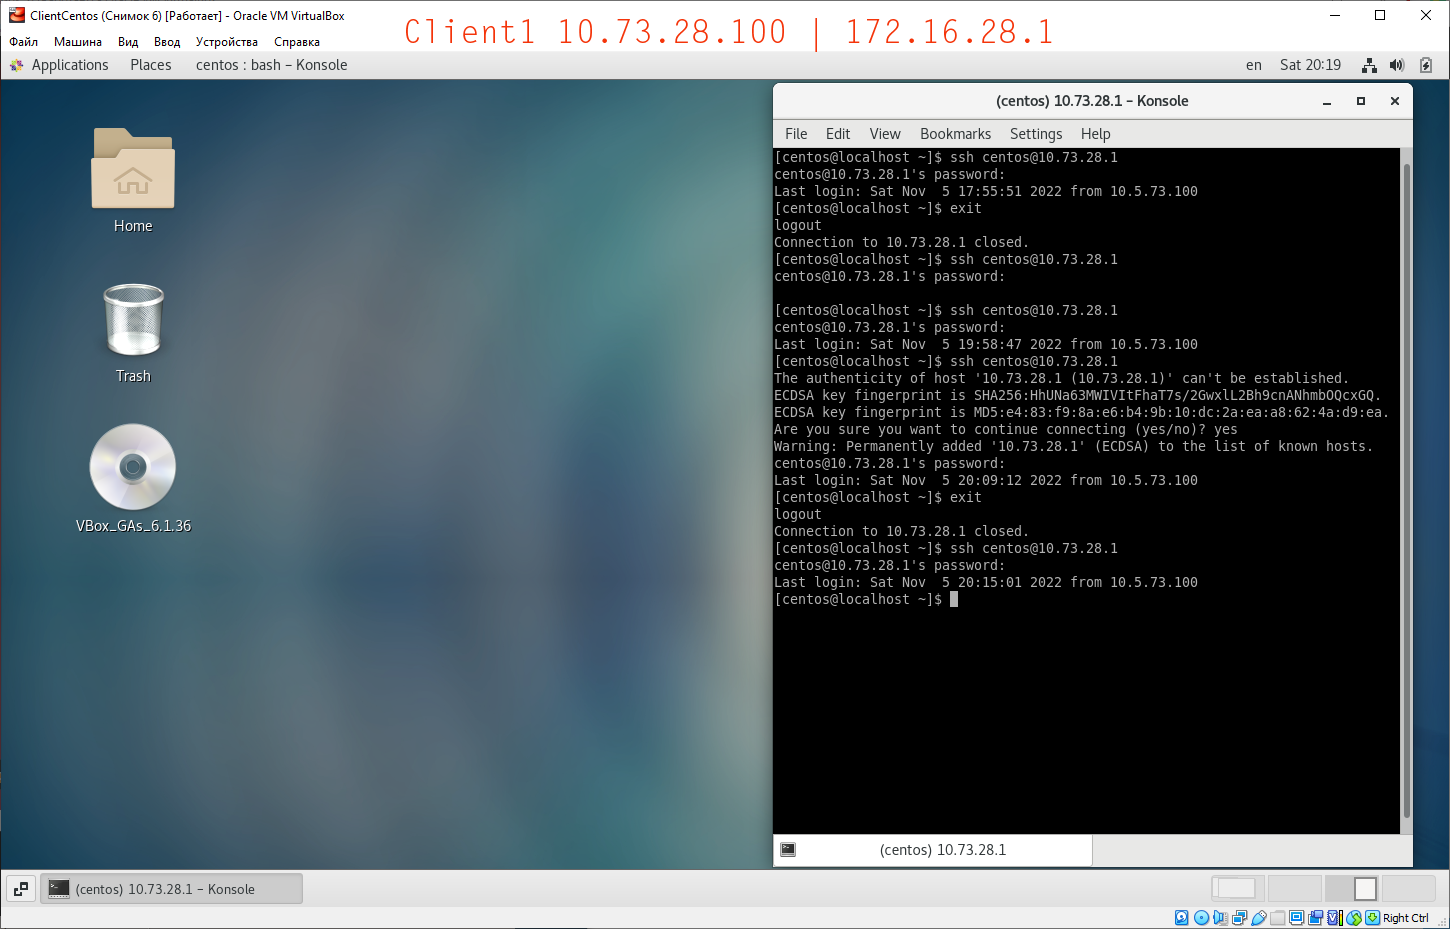 ClientCentos (Снимок 6) [Работает] - Oracle VM VirtualBox
Файл Машина Вид Ввод Устройства Справка
Client1 10.73.28.100 | 172.16.28.1
Applications Places centos : bash – Konsole
en Sat 20:19
Home
Trash
VBox_GAs_6.1.36
(centos) 10.73.28.1 – Konsole
File Edit View Bookmarks Settings Help
[centos@localhost ~]$ ssh centos@10.73.28.1
centos@10.73.28.1's password:
Last login: Sat Nov  5 17:55:51 2022 from 10.5.73.100
[centos@localhost ~]$ exit
logout
Connection to 10.73.28.1 closed.
[centos@localhost ~]$ ssh centos@10.73.28.1
centos@10.73.28.1's password:
[centos@localhost ~]$ ssh centos@10.73.28.1
centos@10.73.28.1's password:
Last login: Sat Nov  5 19:58:47 2022 from 10.5.73.100
[centos@localhost ~]$ ssh centos@10.73.28.1
The authenticity of host '10.73.28.1 (10.73.28.1)' can't be established.
ECDSA key fingerprint is SHA256:HhUNa63MWIVItFhaT7s/2GwxlL2Bh9cnANhmbOQcxGQ.
ECDSA key fingerprint is MD5:e4:83:f9:8a:e6:b4:9b:10:dc:2a:ea:a8:62:4a:d9:ea.
Are you sure you want to continue connecting (yes/no)? yes
Warning: Permanently added '10.73.28.1' (ECDSA) to the list of known hosts.
centos@10.73.28.1's password:
Last login: Sat Nov  5 20:09:12 2022 from 10.5.73.100
[centos@localhost ~]$ exit
logout
Connection to 10.73.28.1 closed.
[centos@localhost ~]$ ssh centos@10.73.28.1
centos@10.73.28.1's password:
Last login: Sat Nov  5 20:15:01 2022 from 10.5.73.100
[centos@localhost ~]$
(centos) 10.73.28.1
(centos) 10.73.28.1 – Konsole
Right Ctrl